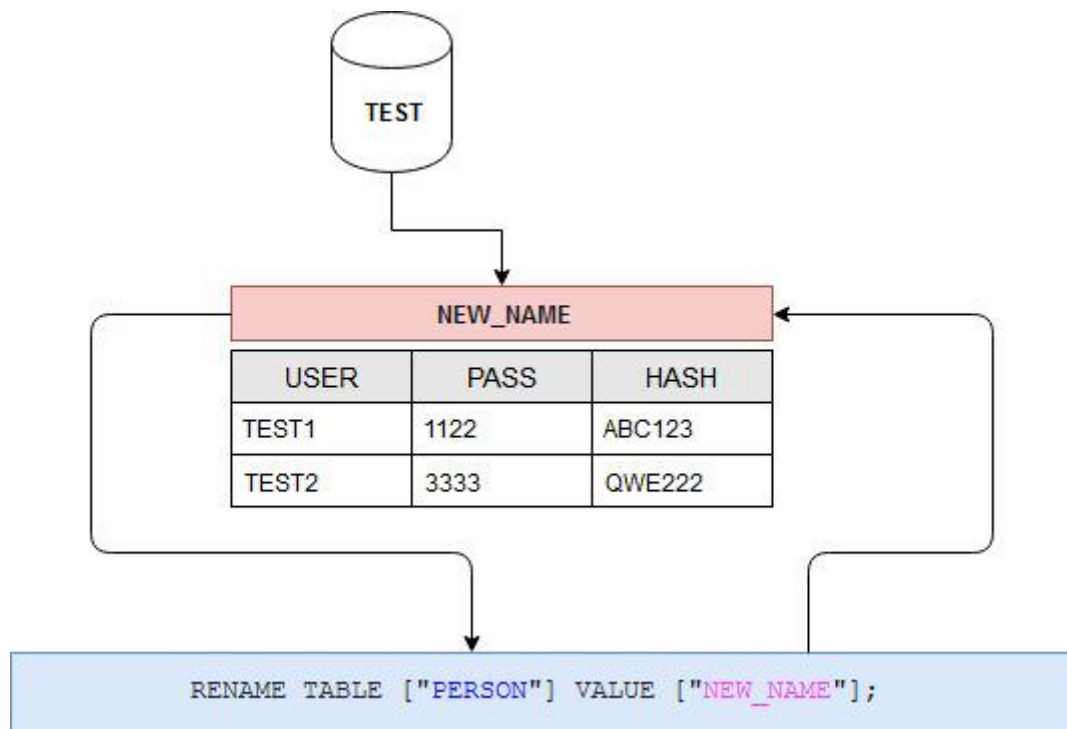 TEST
NEW_NAME
USER PASS HASH
TEST1 1122 ABC123
TEST2 3333 QWE222
RENAME TABLE ["PERSON"] VALUE ["NEW_NAME"];